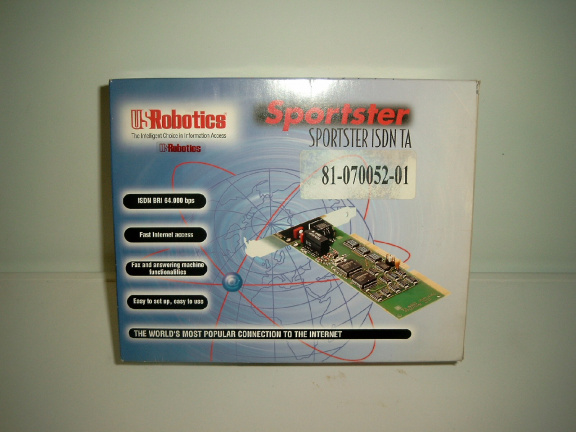 USRobotics
The Intelligent Choice in Information Access
USRobotics
Sportster
SPORTSTER ISDN TA
81-070052-01
ISDN BRI 64.000 bps
Fast Internet access
Fax and answering machine
functionalities
Easy to set up, easy to use
THE WORLD'S MOST POPULAR CONNECTION TO THE INTERNET